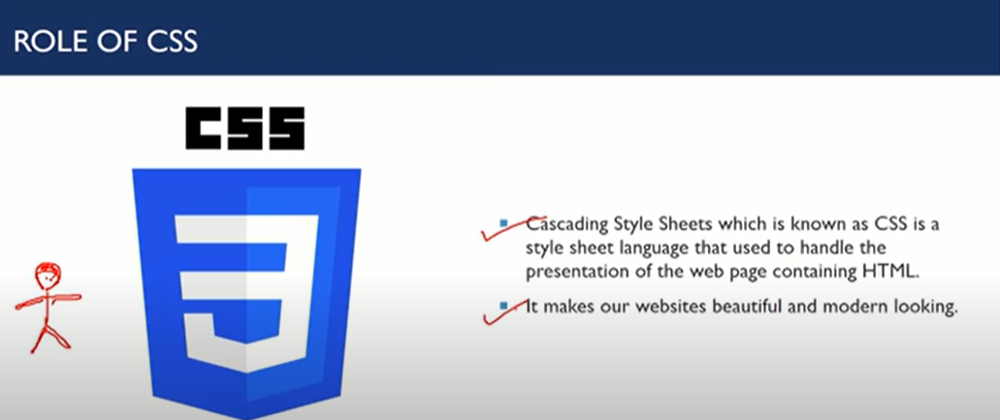 ROLE OF CSS
CSS
Cascading Style Sheets which is known as CSS is a
style sheet language that used to handle the
presentation of the web page containing HTML.
It makes our websites beautiful and modern looking.